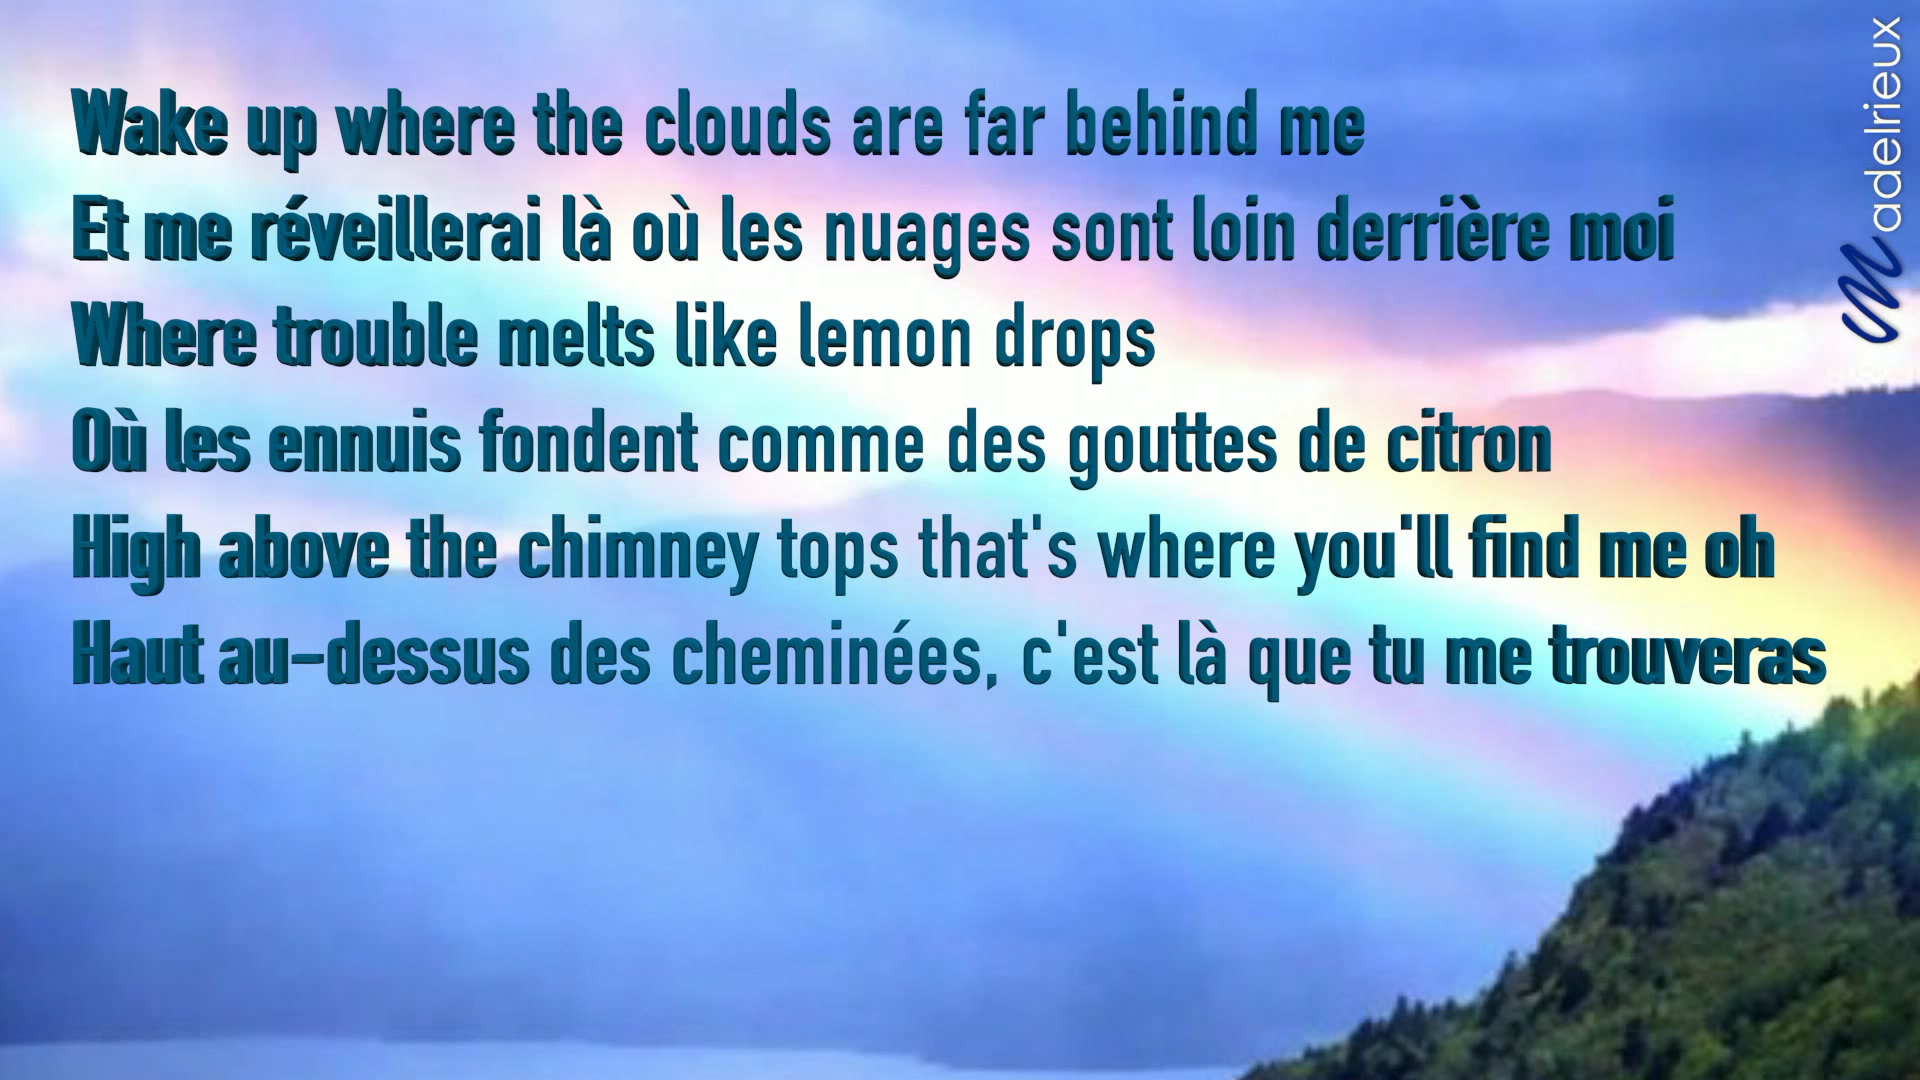 Wake up where the clouds are far behind me
Et me réveillerai là où les nuages sont loin derrière moi
Where trouble melts like lemon drops
Où les ennuis fondent comme des gouttes de citron
High above the chimney tops that's where you'll find me oh
Haut au-dessus des cheminées, c'est là que tu me trouveras
Madelrieux